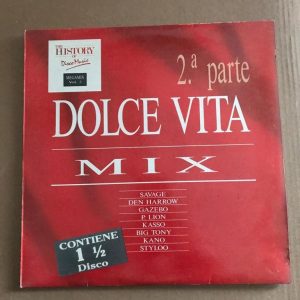 THE
HISTORY
OF
Disco Music
MEGAMIX
Vol. 2
2.ª parte
DOLCE VITA
MIX
SAVAGE
DEN HARROW
GAZEBO
P. LION
KASSO
BIG TONY
KANO
STYLOO
CONTIENE
1 ½
Disco